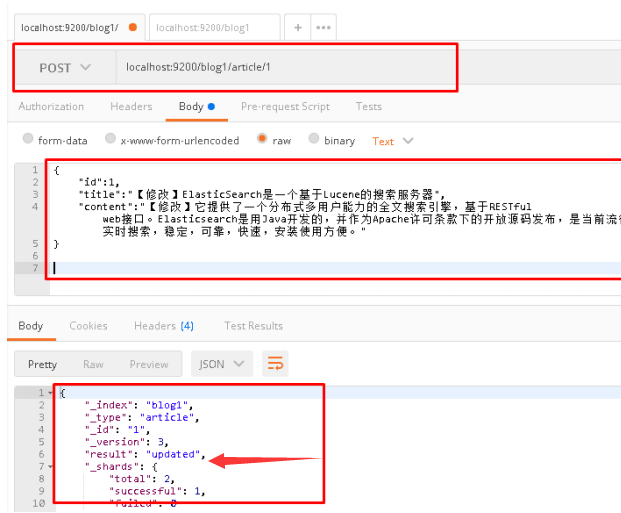 localhost:9200/blog1/
localhost:9200/blog1
+
•••
POST
localhost:9200/blog1/article/1
Authorization Headers Body Pre-request Script Tests
form-data x-www-form-urlencoded raw binary Text
1 {
2 "id":1,
3 "title":"【修改】ElasticSearch是一个基于Lucene的搜索服务器",
4 "content":"【修改】它提供了一个分布式多用户能力的全文搜索引擎，基于RESTful
web接口。Elasticsearch是用Java开发的，并作为Apache许可条款下的开放源码发布，是当前流
实时搜索，稳定，可靠，快速，安装使用方便。"
5 }
6
7
Body Cookies Headers (4) Test Results
Pretty Raw Preview JSON
1 {
2 "_index": "blog1",
3 "_type": "article",
4 "_id": "1",
5 "_version": 3,
6 "result": "updated",
7 "_shards": {
8 "total": 2,
9 "successful": 1,
10 "failed": 0